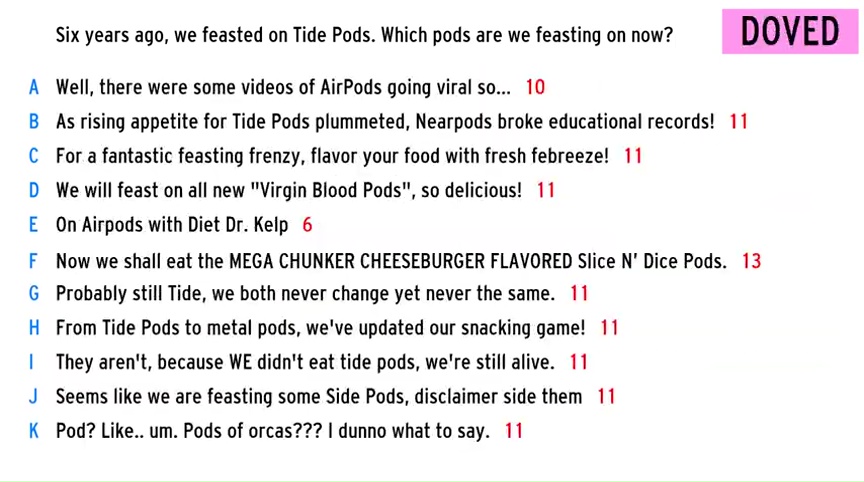 Six years ago, we feasted on Tide Pods. Which pods are we feasting on now?
DOVED
A Well, there were some videos of AirPods going viral so... 10
B As rising appetite for Tide Pods plummeted, Nearpods broke educational records! 11
C For a fantastic feasting frenzy, flavor your food with fresh febreeze! 11
D We will feast on all new "Virgin Blood Pods", so delicious! 11
E On Airpods with Diet Dr. Kelp 6
F Now we shall eat the MEGA CHUNKER CHEESEBURGER FLAVORED Slice N’ Dice Pods. 13
G Probably still Tide, we both never change yet never the same. 11
H From Tide Pods to metal pods, we've updated our snacking game! 11
I They aren't, because WE didn't eat tide pods, we're still alive. 11
J Seems like we are feasting some Side Pods, disclaimer side them 11
K Pod? Like.. um. Pods of orcas??? I dunno what to say. 11